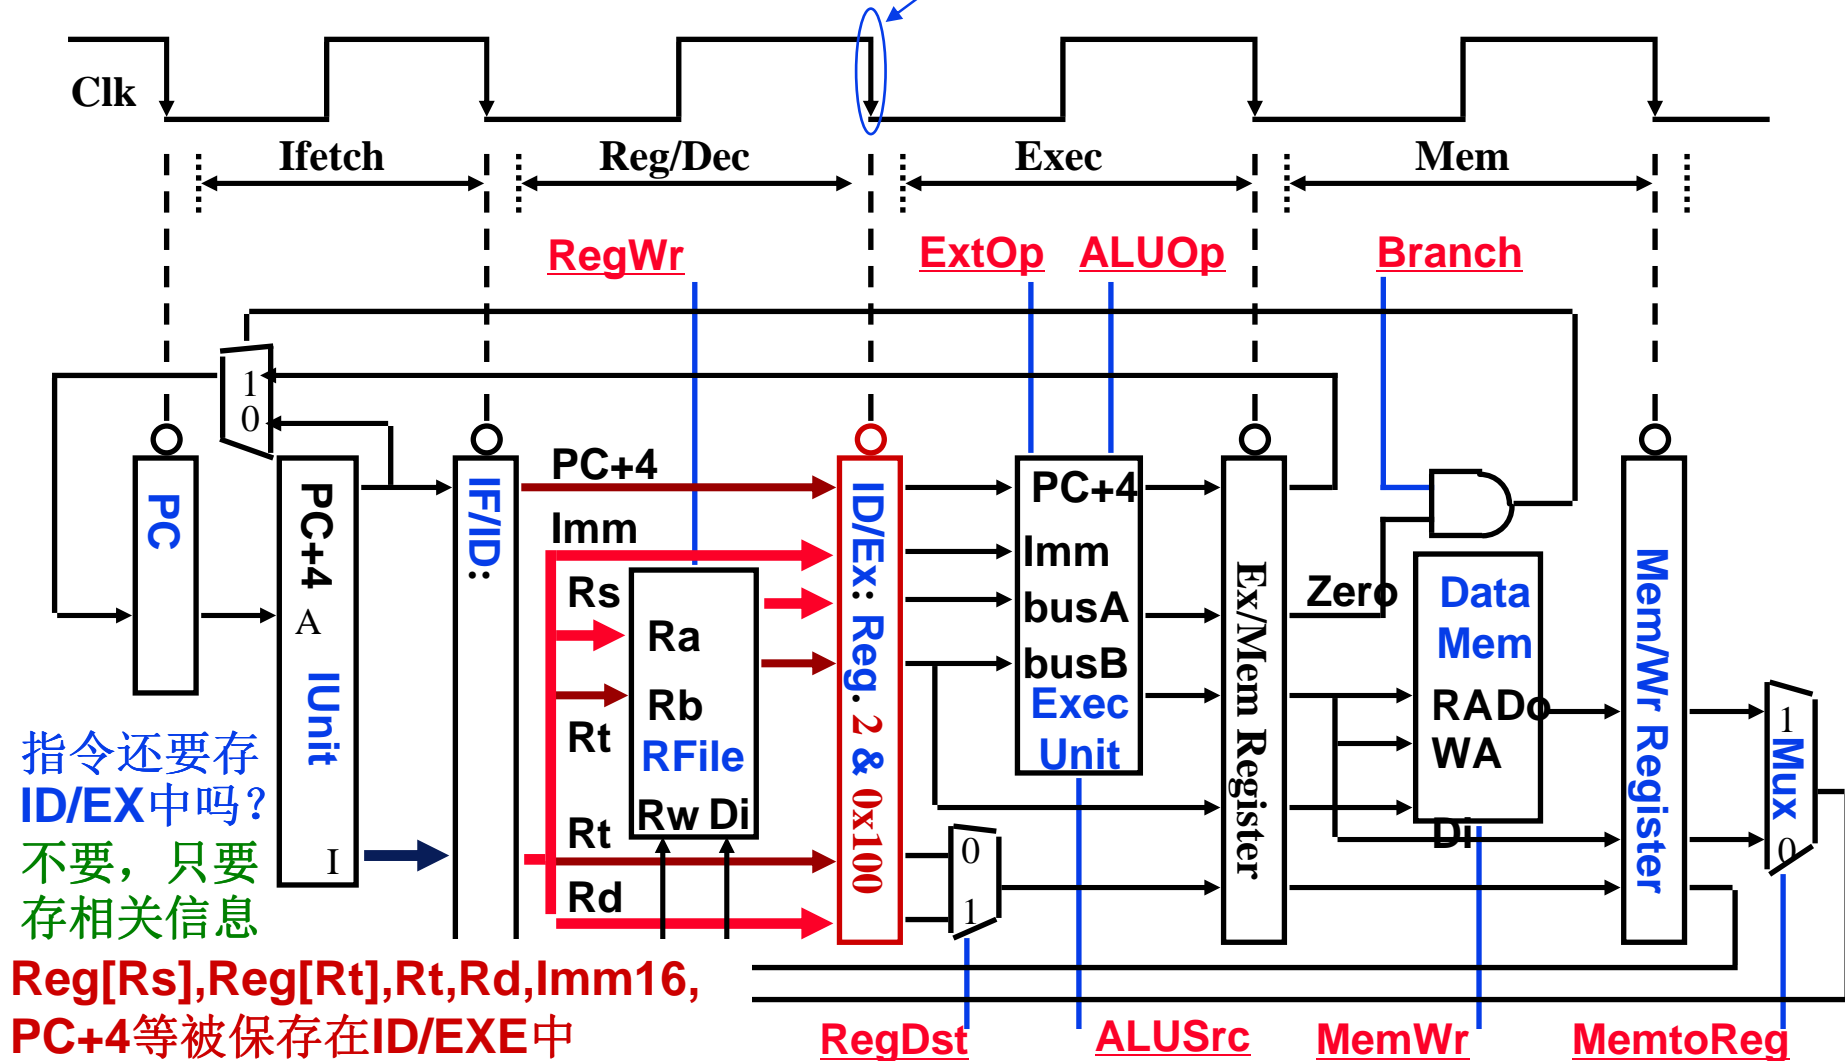 Clk
Ifetch
Reg/Dec
Exec
Mem
RegWr
ExtOp
ALUOp
Branch
1
0
PC
PC+4
A
IUnit
I
IF/ID:
PC+4
Imm
Rs
Rt
Rt
Rd
Ra
Rb
RFile
Rw Di
ID/Ex: Reg. 2 & 0x100
PC+4
Imm
busA
busB
Exec
Unit
0
1
Ex/Mem Register
Zero
Data
Mem
RADo
WA
Di
Mem/Wr Register
1
Mux
0
指令还要存
ID/EX中吗?
不要，只要
存相关信息
Reg[Rs],Reg[Rt],Rt,Rd,Imm16,
PC+4等被保存在ID/EXE中
RegDst
ALUSrc
MemWr
MemtoReg